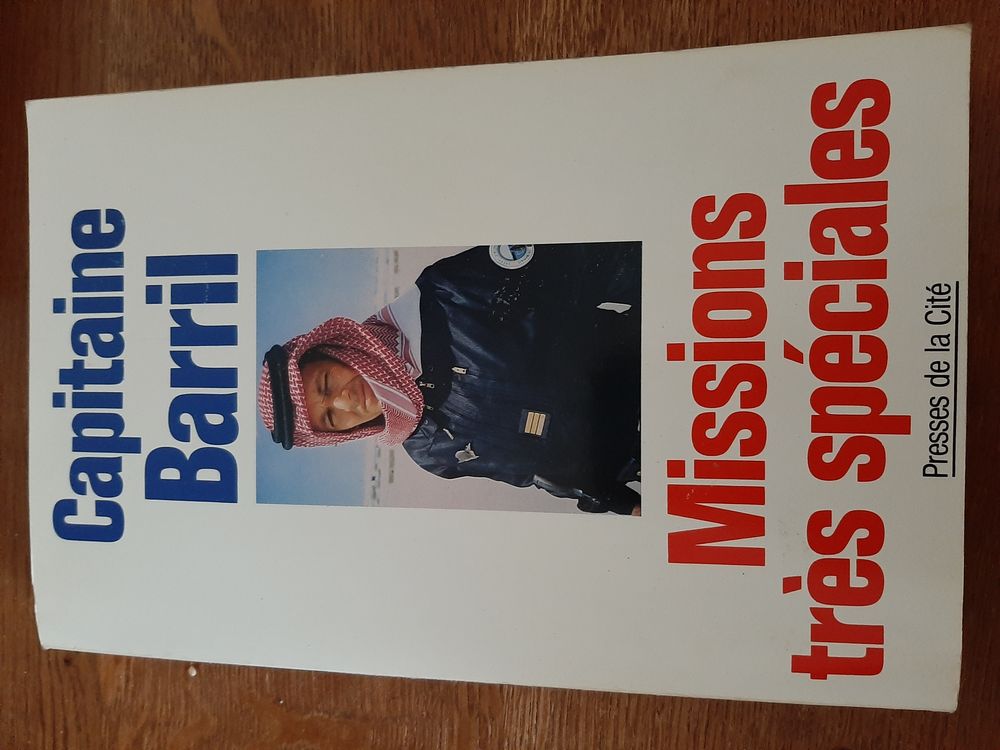 Capitaine
Barril
Missions
très spéciales
Presses de la Cité